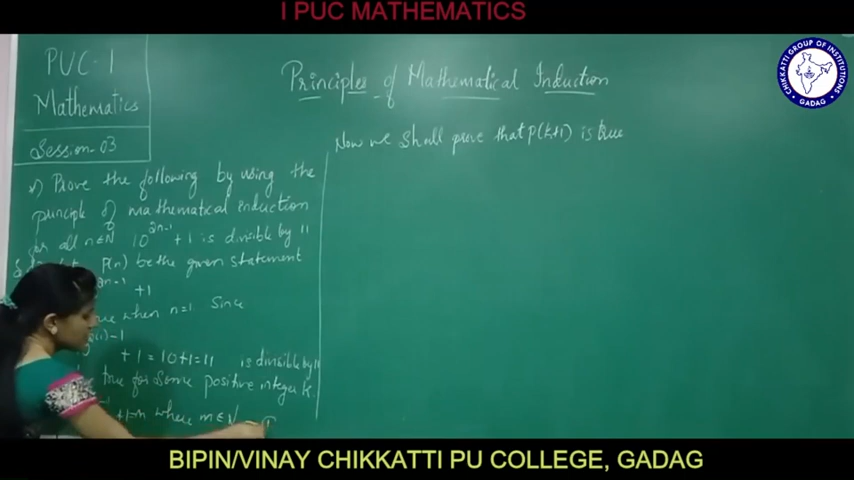 I PUC MATHEMATICS
CHIKKATTI GROUP OF INSTITUTIONS
GADAG
PUC-1
Mathematics
Session-03
Principles of Mathematical Induction
Now we shall prove that P(k+1) is true
Prove the following by using the
principle of mathematical induction
for all n∈N 10^2n-1 +1 is divisible by 11
P(n) be the given statement
+1
when n=1 Since
+1 = 10+1=11 is divisible by 11
true for some positive integer k.
where m∈N
BIPIN/VINAY CHIKKATTI PU COLLEGE, GADAG